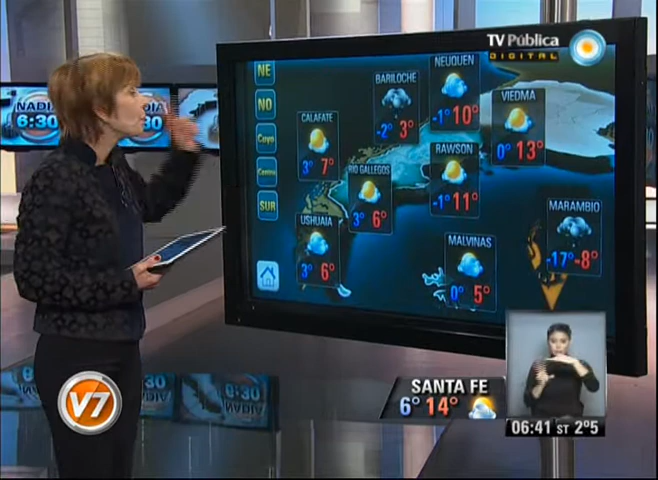 TV Pública
DIGITAL
NE
NO
Cuyo
Centro
SUR
NEUQUEN
-1° 10°
BARILOCHE
-2° 3°
VIEDMA
0° 13°
CALAFATE
3° 7°
RAWSON
-1° 11°
RIO GALLEGOS
3° 6°
USHUAIA
3° 6°
MALVINAS
0° 5°
MARAMBIO
-17° -8°
6:30
V7
SANTA FE
6° 14°
06:41 ST 2°5